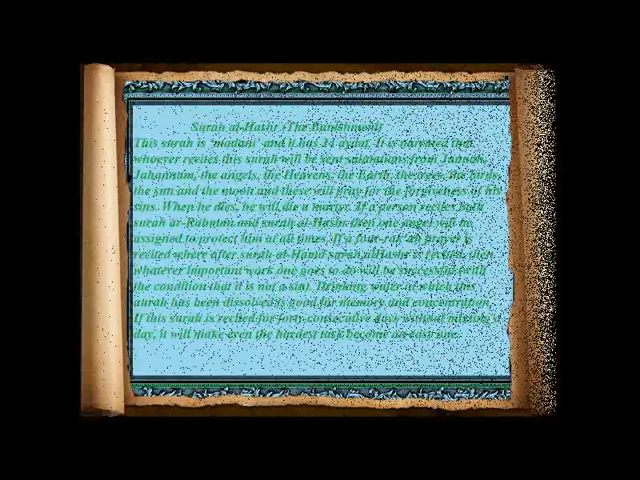 Surah al-Hashr (The Banishment)
This surah is 'madani' and it has 24 ayaat. It is narrated that
whoever recites this surah will be sent salutations from Jannah,
Jahannam, the angels, the Heavens, the Earth, the trees, the birds,
the sun and the moon and these will pray for the forgiveness of his
sins. When he dies, he will die a martyr. If a person recites both
surah ar-Rahman and surah al-Hashr then one angel will be
assigned to protect him at all times. If a four-rak'ah prayer is
recited where after surah al-Hamd surah al-Hashr is recited, then
whatever important work one goes to do will be successful with
the condition that it is not a sin. Drinking water in which this
surah has been dissolved is good for memory and concentration.
If this surah is recited for forty consecutive days without missing a
day, it will make even the hardest task become an easy one.